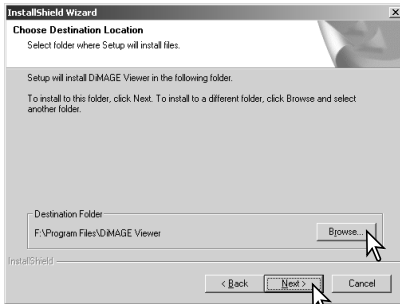 InstallShield Wizard
Choose Destination Location
Select folder where Setup will install files.
Setup will install DiMAGE Viewer in the following folder.
To install to this folder, click Next. To install to a different folder, click Browse and select
another folder.
Destination Folder
F:\Program Files\DiMAGE Viewer
Browse...
InstallShield
< Back
Next >
Cancel